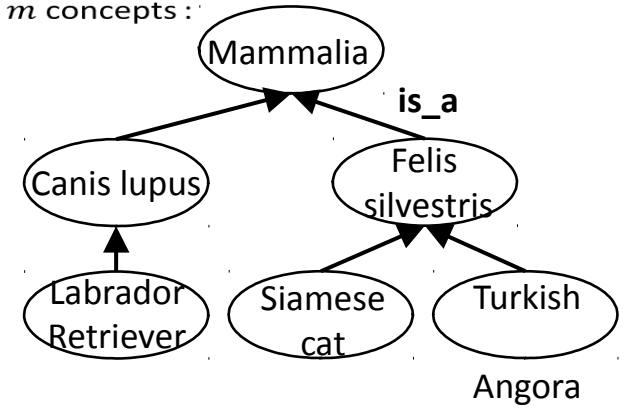 m concepts:
Mammalia
is_a
Canis lupus
Felis
silvestris
Labrador
Retriever
Siamese
cat
Turkish
Angora